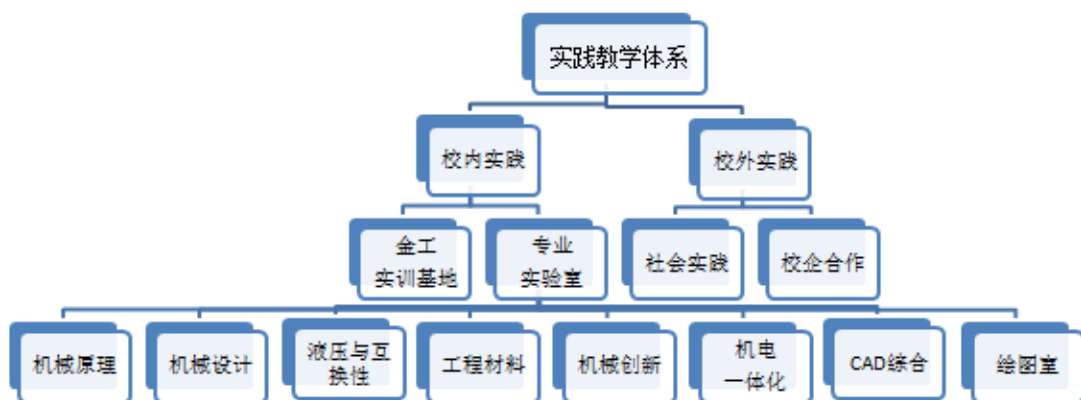 实践教学体系
校内实践
校外实践
金工
实训基地
专业
实验室
社会实践
校企合作
机械原理
机械设计
液压与互
换性
工程材料
机械创新
机电
一体化
CAD综合
绘图室